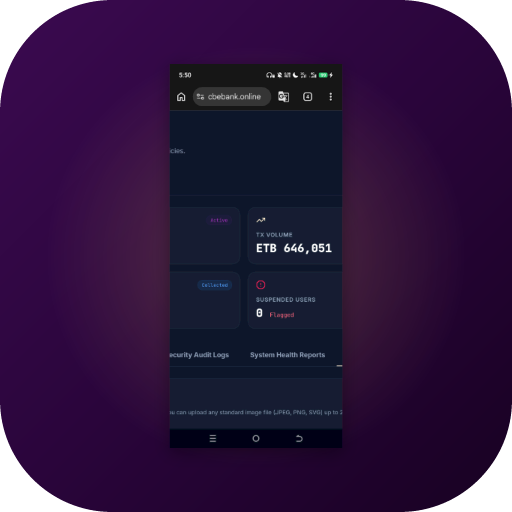 5:50
cbebank.online
icies.
Active
TX VOLUME
ETB 646,051
Collected
SUSPENDED USERS
0 Flagged
ecurity Audit Logs
System Health Reports
ou can upload any standard image file (JPEG, PNG, SVG) up to